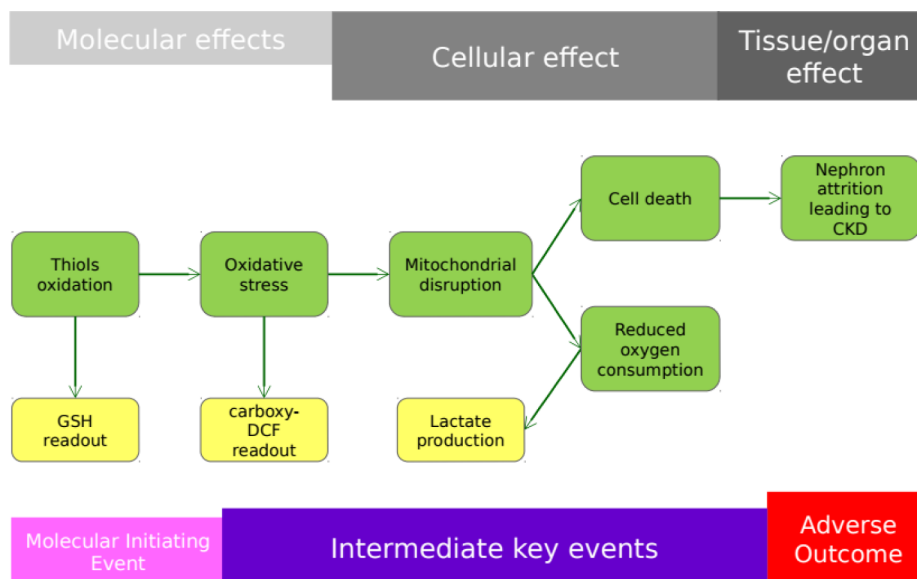 Molecular effects
Cellular effect
Tissue/organ
effect
Cell death
Nephron
attrition
leading to
CKD
Thiols
oxidation
Oxidative
stress
Mitochondrial
disruption
Reduced
oxygen
consumption
GSH
readout
carboxy-
DCF
readout
Lactate
production
Molecular Initiating
Event
Intermediate key events
Adverse
Outcome